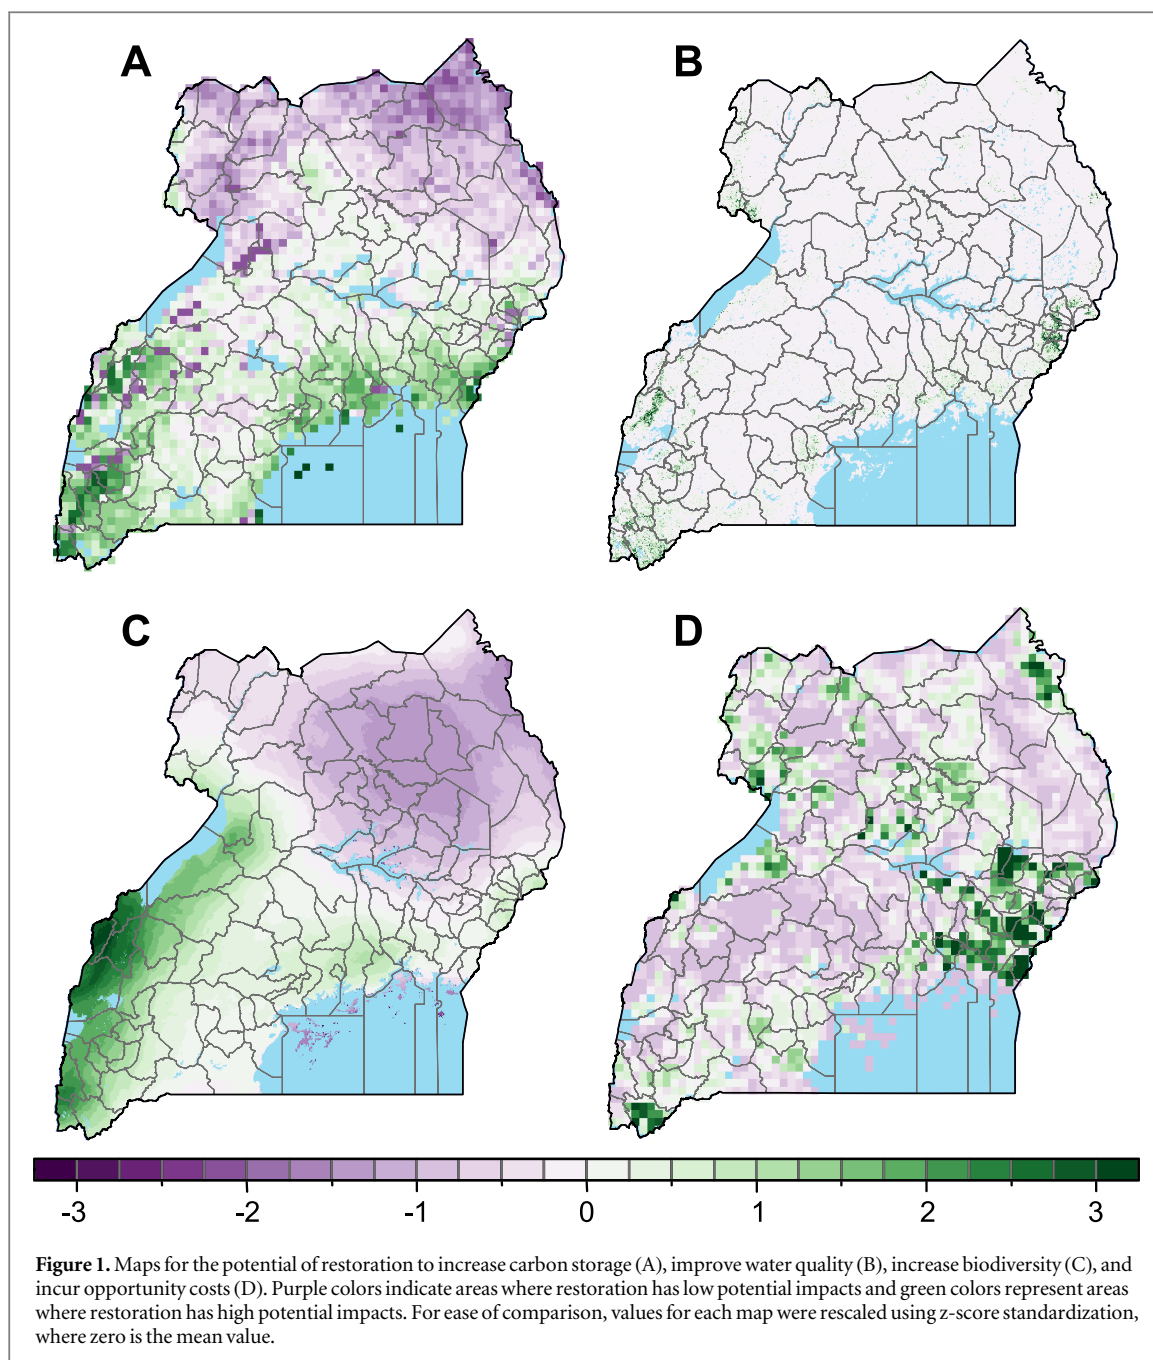 A
B
C
D
-3 -2 -1 0 1 2 3
Figure 1. Maps for the potential of restoration to increase carbon storage (A), improve water quality (B), increase biodiversity (C), and
incur opportunity costs (D). Purple colors indicate areas where restoration has low potential impacts and green colors represent areas
where restoration has high potential impacts. For ease of comparison, values for each map were rescaled using z-score standardization,
where zero is the mean value.